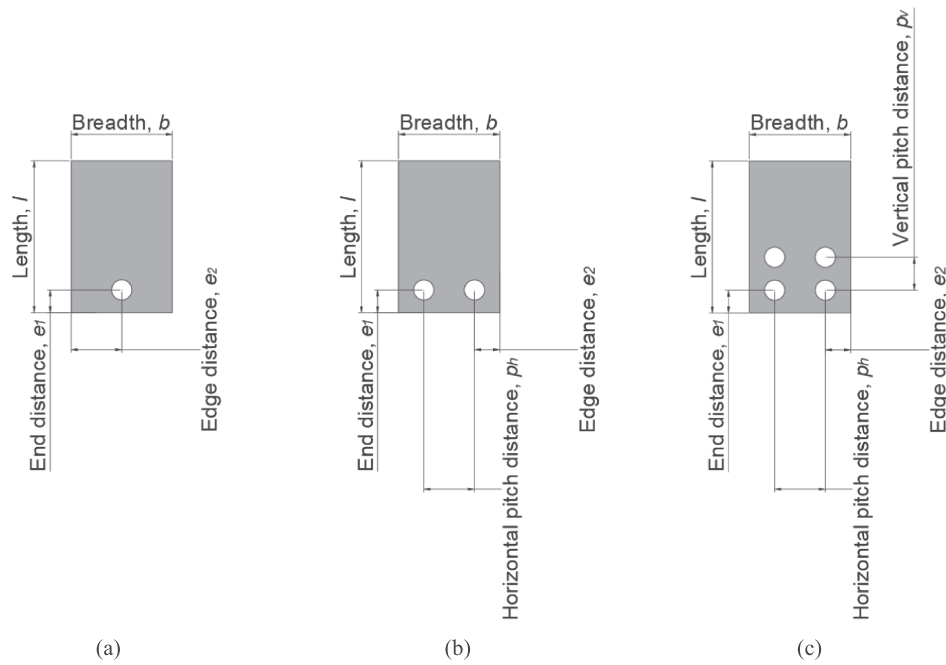 Breadth, b
Length, l
End distance, e1
Edge distance, e2
(a)
Breadth, b
Length, l
End distance, e1
Horizontal pitch distance, ph
Edge distance, e2
(b)
Breadth, b
Length, l
End distance, e1
Horizontal pitch distance, ph
Vertical pitch distance, pv
Edge distance, e2
(c)